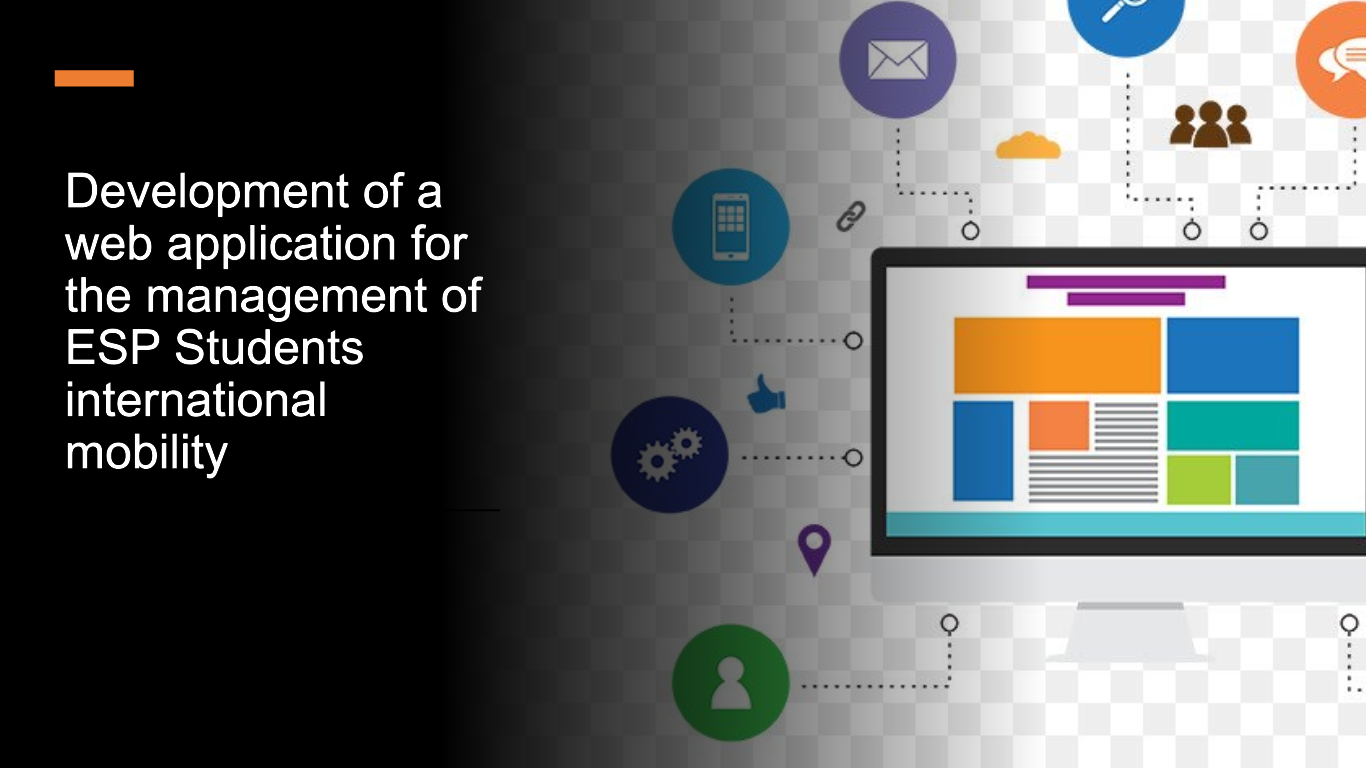 Development of a
web application for
the management of
ESP Students
international
mobility